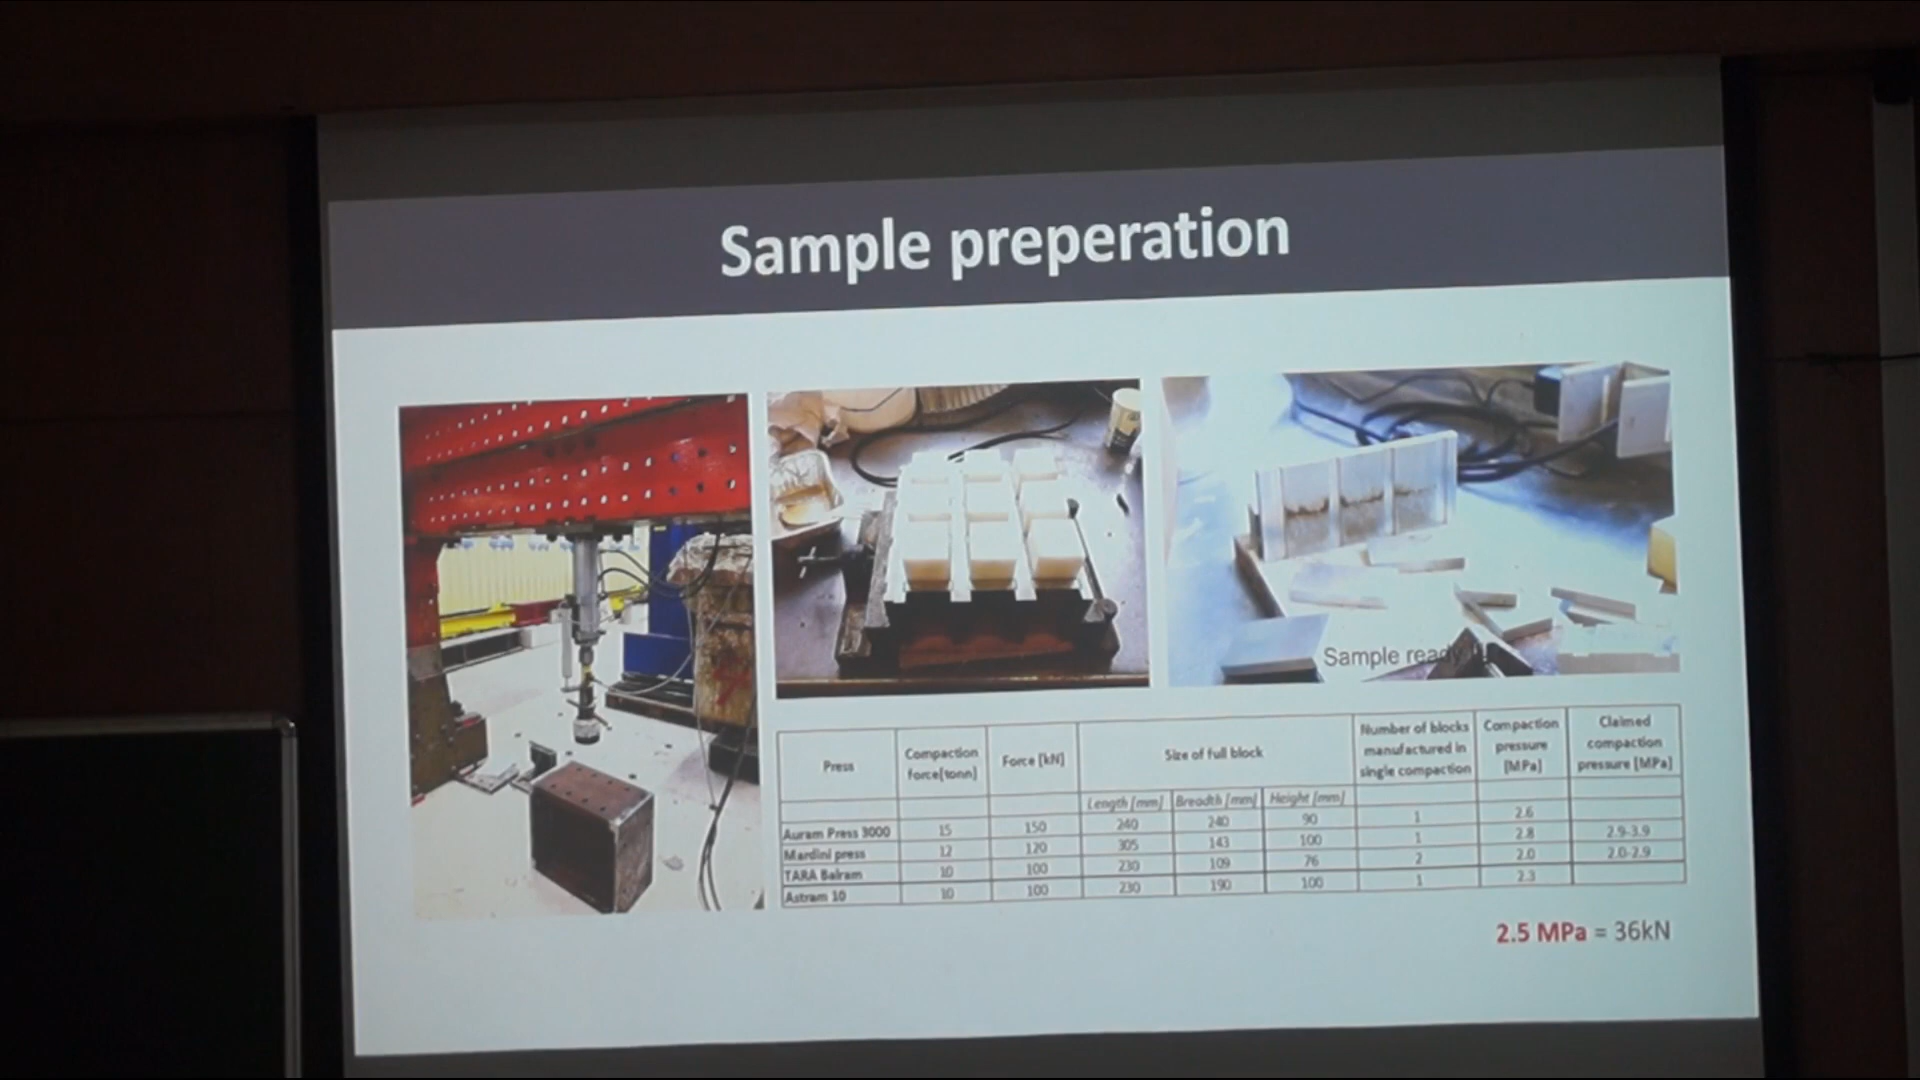 Sample preperation
Sample ready
Press Compaction force[tonn] Force [kN] Size of full block Number of blocks manufactured in single compaction Compaction pressure [MPa] Claimed compaction pressure [MPa]
Length [mm] Breadth [mm] Height [mm]
Auram Press 3000 15 150 240 240 90 1 2.6
Mardini press 12 120 305 143 100 1 2.8 2.9-3.9
TARA Balram 10 100 230 109 76 2 2.0 2.0-2.9
Astram 10 10 100 230 190 100 1 2.3
2.5 MPa = 36kN